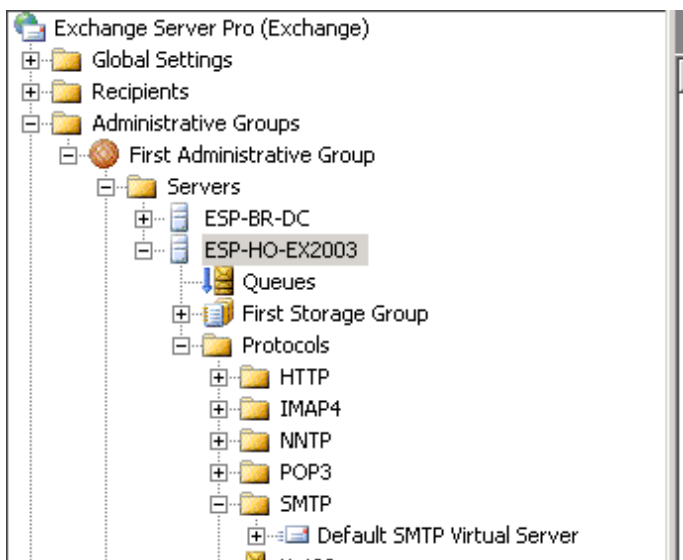 Exchange Server Pro (Exchange)
Global Settings
Recipients
Administrative Groups
First Administrative Group
Servers
ESP-BR-DC
ESP-HO-EX2003
Queues
First Storage Group
Protocols
HTTP
IMAP4
NNTP
POP3
SMTP
Default SMTP Virtual Server